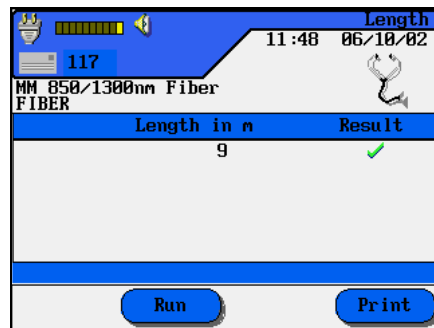 Length
11:48 06/10/02
117
MM 850/1300nm Fiber
FIBER
Length in m Result
9
Run Print